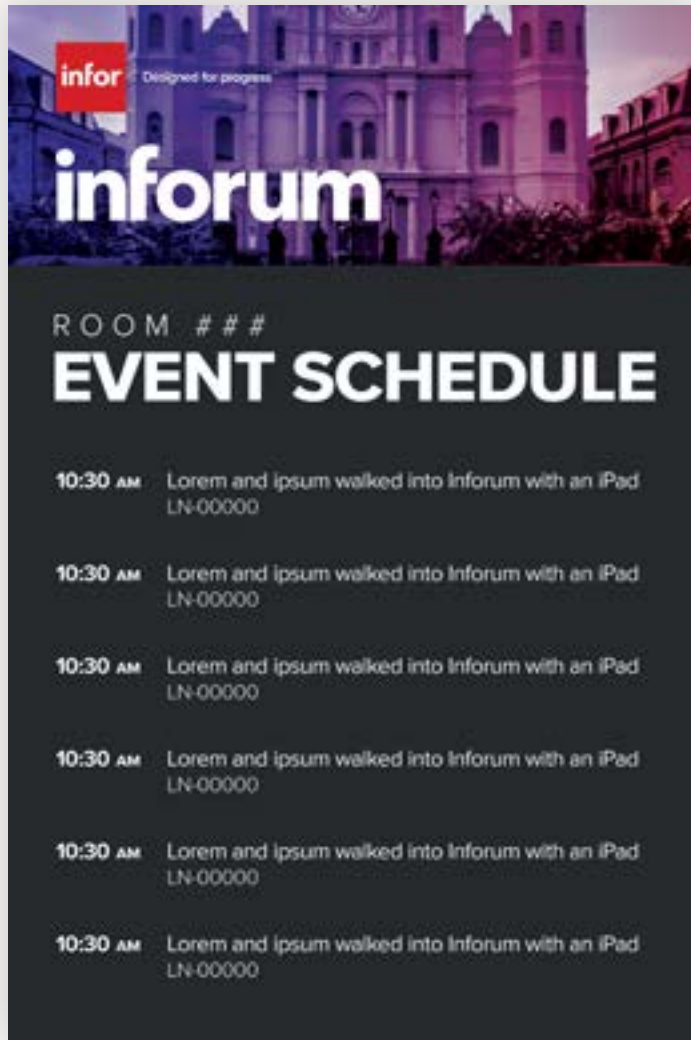 infor
Designed for progress
inforum
ROOM ###
EVENT SCHEDULE
10:30 AM Lorem and ipsum walked into Inforum with an iPad
LN-00000
10:30 AM Lorem and ipsum walked into Inforum with an iPad
LN-00000
10:30 AM Lorem and ipsum walked into Inforum with an iPad
LN-00000
10:30 AM Lorem and ipsum walked into Inforum with an iPad
LN-00000
10:30 AM Lorem and ipsum walked into Inforum with an iPad
LN-00000
10:30 AM Lorem and ipsum walked into Inforum with an iPad
LN-00000